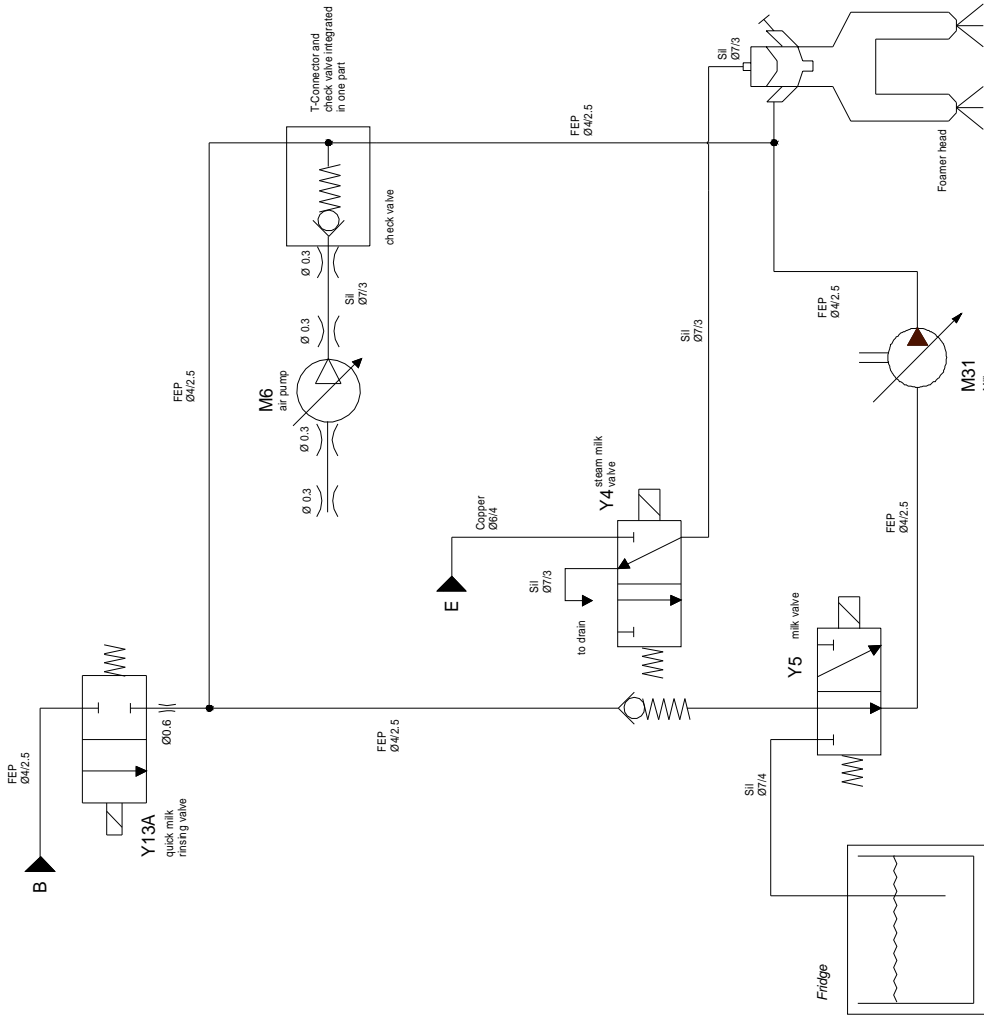 T-Connector and
check valve integrated
in one part
check valve
Ø 0.3
Ø 0.3
Ø 0.3
Ø 0.3
Sil
Ø7/3
M6
air pump
FEP
Ø4/2.5
FEP
Ø4/2.5
Sil
Ø7/3
Foamer head
FEP
Ø4/2.5
M31
FEP
Ø4/2.5
Sil
Ø7/3
Y4
steam milk
valve
Copper
Ø6/4
E
Sil
Ø7/3
to drain
Y5
milk valve
Sil
Ø7/4
Fridge
FEP
Ø4/2.5
Ø0.6
Y13A
quick milk
rinsing valve
FEP
Ø4/2.5
B